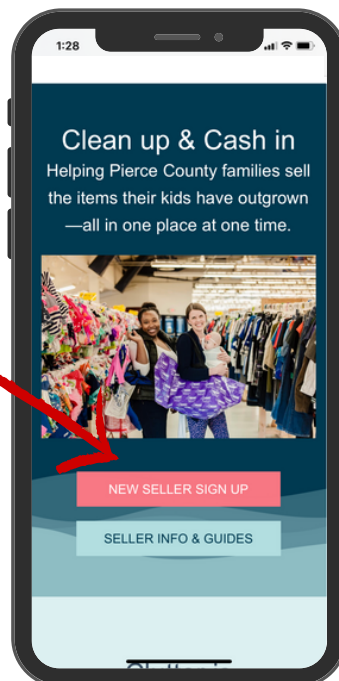 1:28
Clean up & Cash in
Helping Pierce County families sell
the items their kids have outgrown
—all in one place at one time.
NEW SELLER SIGN UP
SELLER INFO & GUIDES